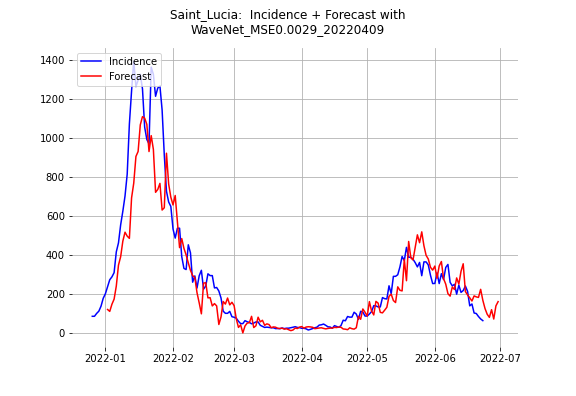 Saint_Lucia:  Incidence + Forecast with
WaveNet_MSE0.0029_20220409
Incidence
Forecast
1400
1200
1000
800
600
400
200
0
2022-01 2022-02 2022-03 2022-04 2022-05 2022-06 2022-07